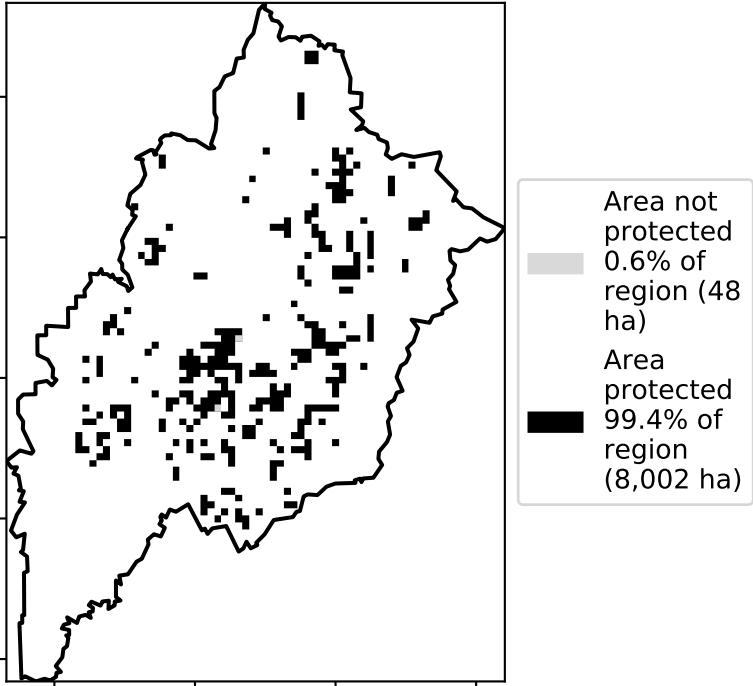 Area not
protected
0.6% of
region (48
ha)
Area
protected
99.4% of
region
(8,002 ha)